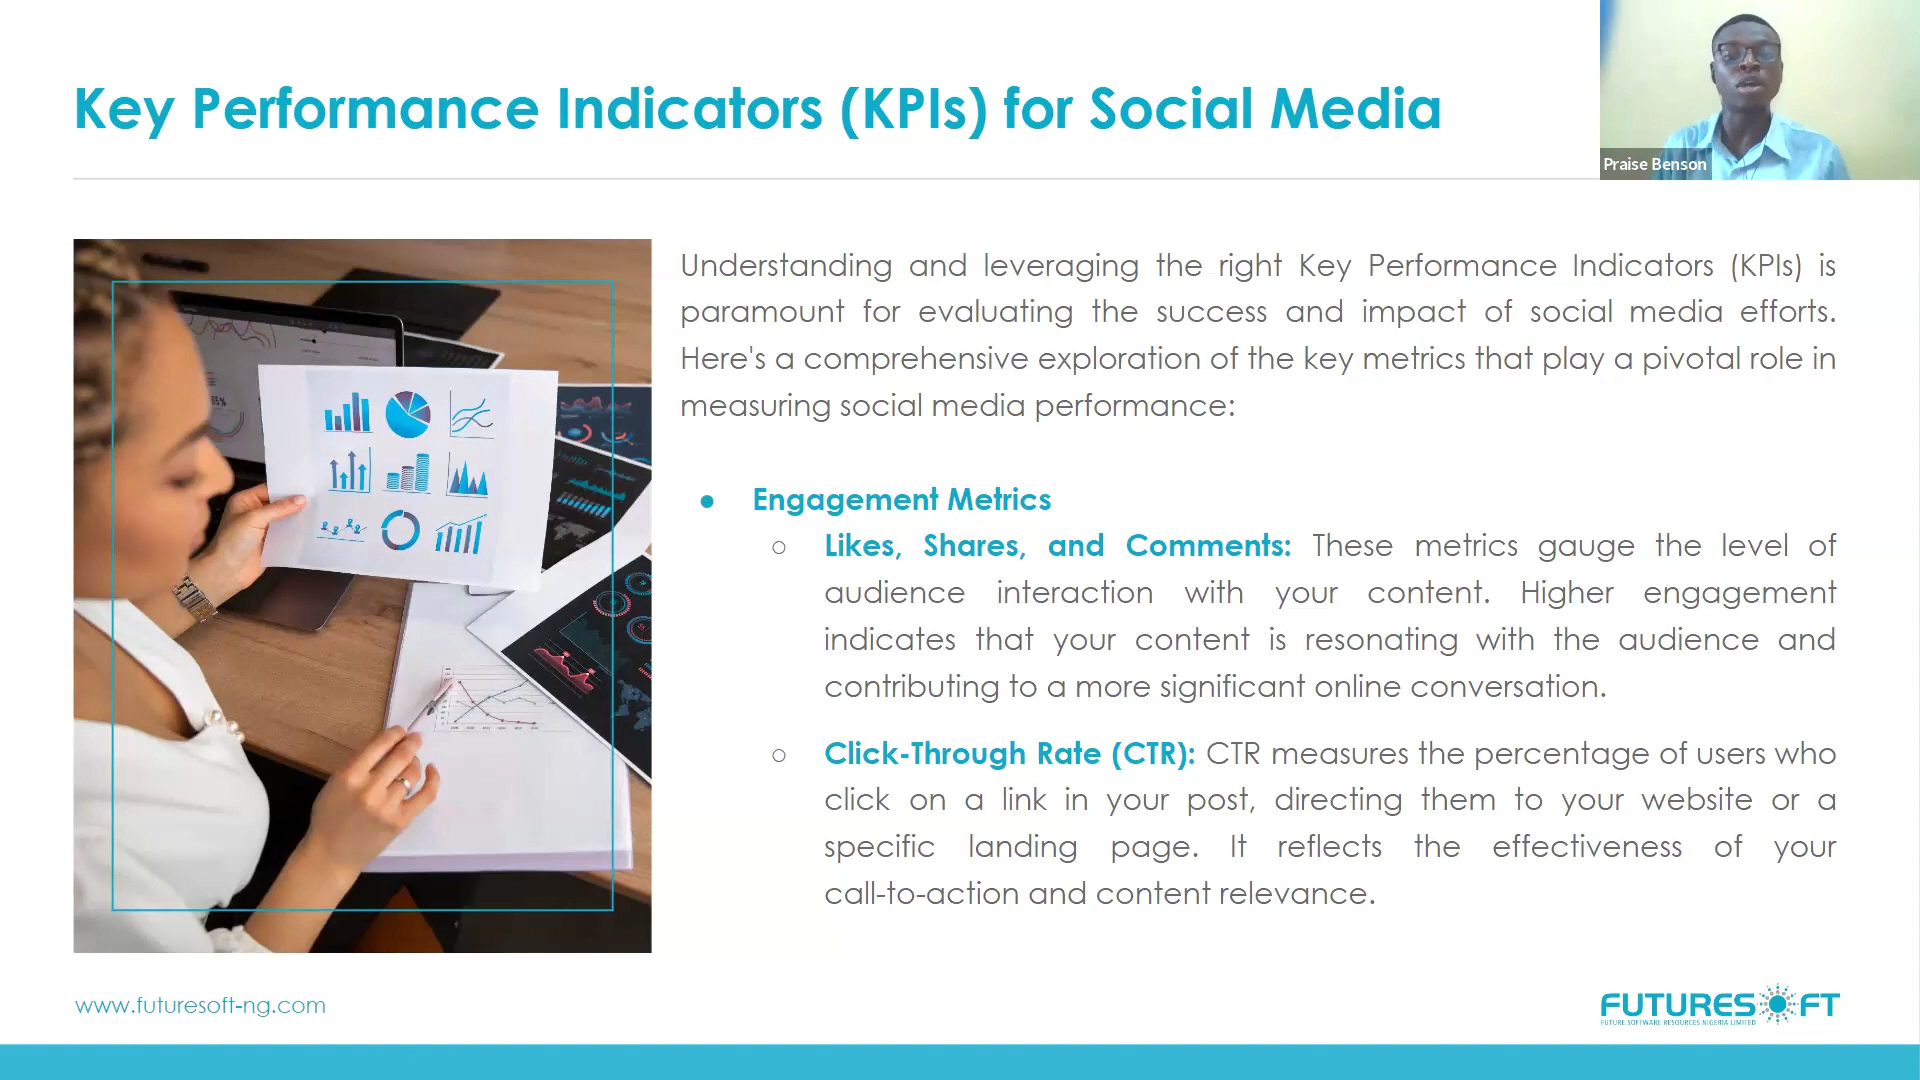 Key Performance Indicators (KPIs) for Social Media
Praise Benson
Understanding and leveraging the right Key Performance Indicators (KPIs) is
paramount for evaluating the success and impact of social media efforts.
Here's a comprehensive exploration of the key metrics that play a pivotal role in
measuring social media performance:
● Engagement Metrics
○ Likes, Shares, and Comments: These metrics gauge the level of
audience interaction with your content. Higher engagement
indicates that your content is resonating with the audience and
contributing to a more significant online conversation.
○ Click-Through Rate (CTR): CTR measures the percentage of users who
click on a link in your post, directing them to your website or a
specific landing page. It reflects the effectiveness of your
call-to-action and content relevance.
www.futuresoft-ng.com
FUTURESOFT
FUTURE SOFTWARE RESOURCES NIGERIA LIMITED